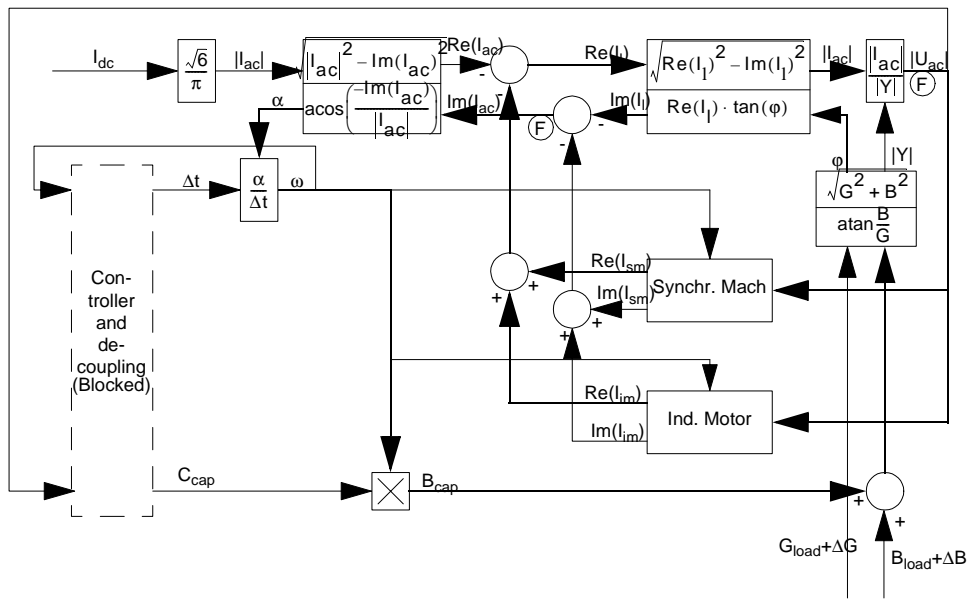 I_dc
√6
π
|I_ac|
√|I_ac|² – Im(I_ac)²
Re(I_ac)
-
Re(I_l)
√Re(I_l)² – Im(I_l)²
|I_ac|
|I_ac|
|Y|
|U_ac|
F
α
acos(–Im(I_ac)
|I_ac|)
Im(I_ac)
-
F
-
-
Im(I_l)
Re(I_l) · tan(φ)
Δt
α
Δt
ω
φ
|Y|
√G² + B²
atan B
G
Con-
troller
and
de-
coupling
(Blocked)
Re(I_sm)
Synchr. Mach
Im(I_sm)
+
+
+
+
Re(I_im)
Ind. Motor
Im(I_im)
C_cap
×
B_cap
+
+
G_load+ΔG
B_load+ΔB